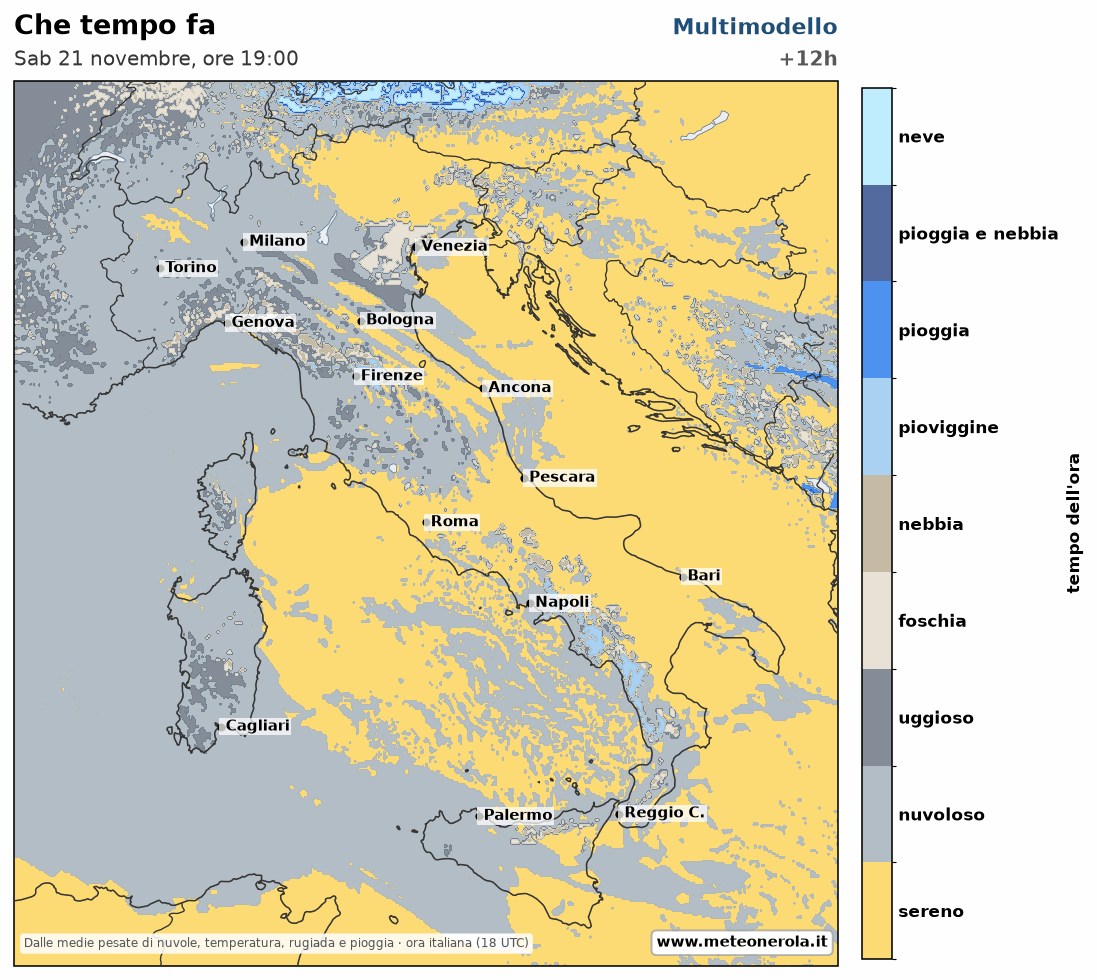 Che tempo fa
Multimodello
Sab 21 novembre, ore 19:00
+12h
neve
pioggia e nebbia
pioggia
pioviggine
nebbia
foschia
uggioso
nuvoloso
sereno
tempo dell'ora
Milano
Venezia
Torino
Genova
Bologna
Firenze
Ancona
Pescara
Roma
Bari
Napoli
Cagliari
Palermo
Reggio C.
Dalle medie pesate di nuvole, temperatura, rugiada e pioggia · ora italiana (18 UTC)
www.meteonerola.it